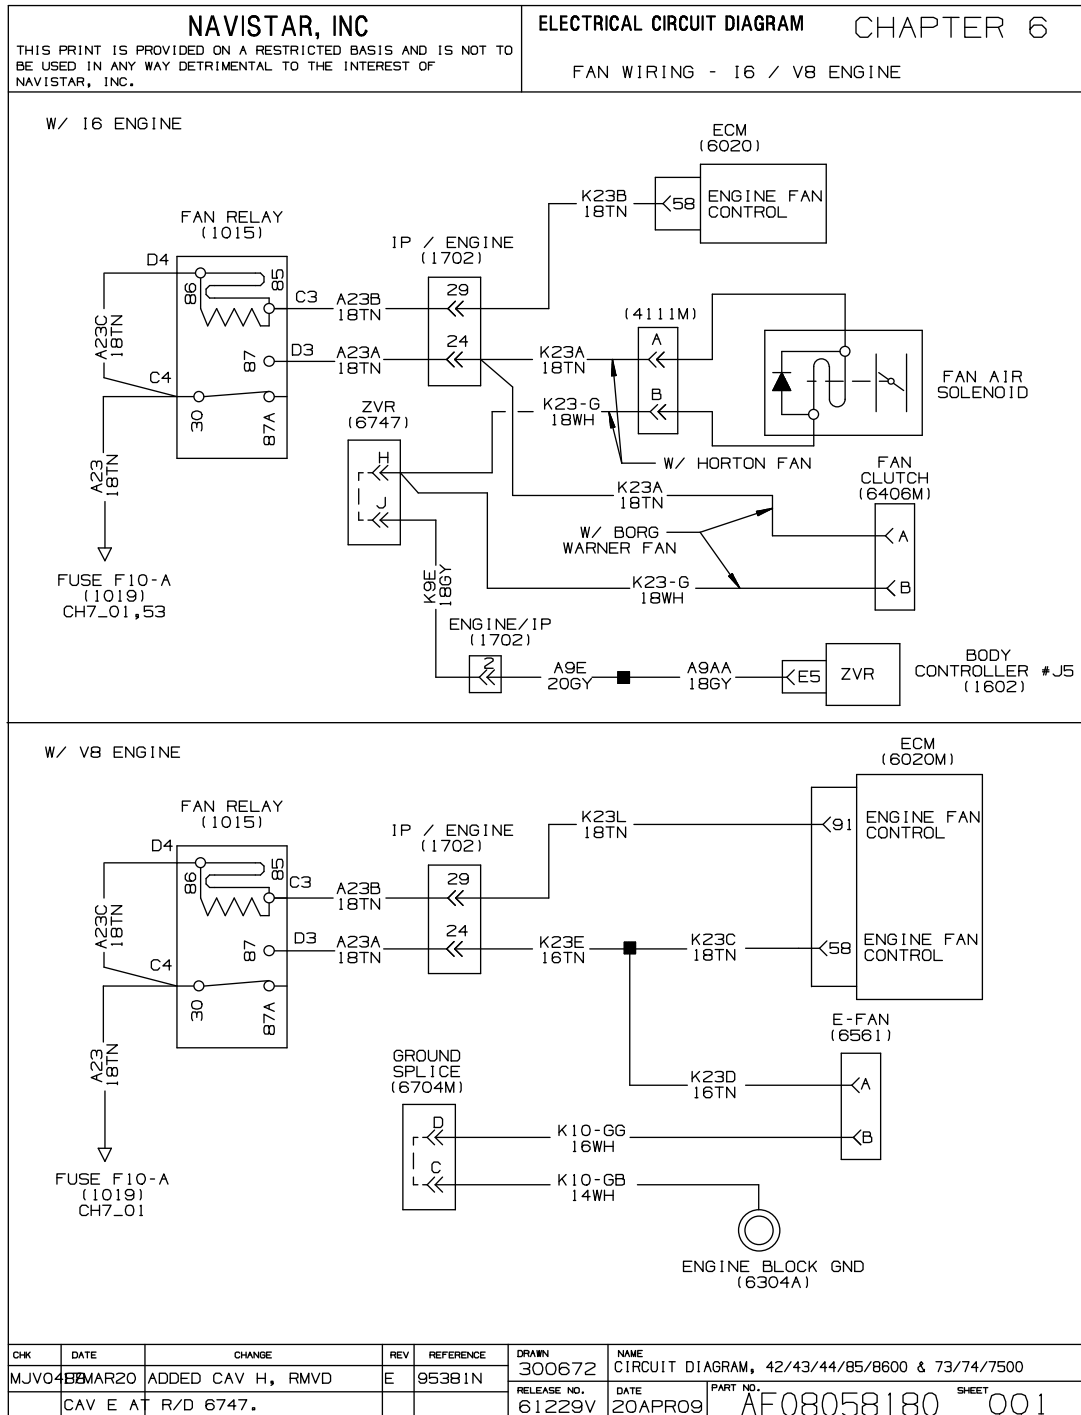 NAVISTAR, INC
THIS PRINT IS PROVIDED ON A RESTRICTED BASIS AND IS NOT TO
BE USED IN ANY WAY DETRIMENTAL TO THE INTEREST OF
NAVISTAR, INC.
ELECTRICAL CIRCUIT DIAGRAM
CHAPTER 6
FAN WIRING - I6 / V8 ENGINE
W/ I6 ENGINE
ECM
(6020)
K23B
18TN
58
ENGINE FAN
CONTROL
FAN RELAY
(1015)
D4
86
85
C3
A23B
18TN
IP / ENGINE
(1702)
29
24
A23C
18TN
87
D3
A23A
18TN
C4
30
87A
A23
18TN
FUSE F10-A
(1019)
CH7_01,53
(4111M)
A
B
K23A
18TN
K23-G
18WH
FAN AIR
SOLENOID
ZVR
(6747)
H
J
W/ HORTON FAN
K23A
18TN
FAN
CLUTCH
(6406M)
A
B
W/ BORG
WARNER FAN
K23-G
18WH
K9E
18GY
ENGINE/IP
(1702)
2
A9E
20GY
A9AA
18GY
E5
ZVR
BODY
CONTROLLER #J5
(1602)
W/ V8 ENGINE
ECM
(6020M)
K23L
18TN
91
ENGINE FAN
CONTROL
FAN RELAY
(1015)
D4
86
85
C3
A23B
18TN
IP / ENGINE
(1702)
29
24
A23C
18TN
87
D3
A23A
18TN
K23E
16TN
K23C
18TN
58
ENGINE FAN
CONTROL
C4
30
87A
A23
18TN
FUSE F10-A
(1019)
CH7_01
E-FAN
(6561)
A
B
K23D
16TN
GROUND
SPLICE
(6704M)
D
C
K10-GG
16WH
K10-GB
14WH
ENGINE BLOCK GND
(6304A)
CHK DATE CHANGE REV REFERENCE
MAR20 ADDED CAV H, RMVD E 95381N
CAV E AT R/D 6747.
DRAWN
300672
NAME
CIRCUIT DIAGRAM, 42/43/44/85/8600 & 73/74/7500
RELEASE NO.
61229V
DATE
20APR09
PART NO.
AF08058180
SHEET
001